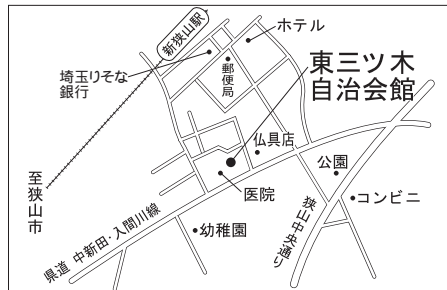 新狭山駅
ホテル
埼玉りそな
銀行
郵便局
東三ツ木
自治会館
仏具店
公園
至狭山市
医院
コンビニ
狭山中央通り
県道 中新田・入間川線
幼稚園